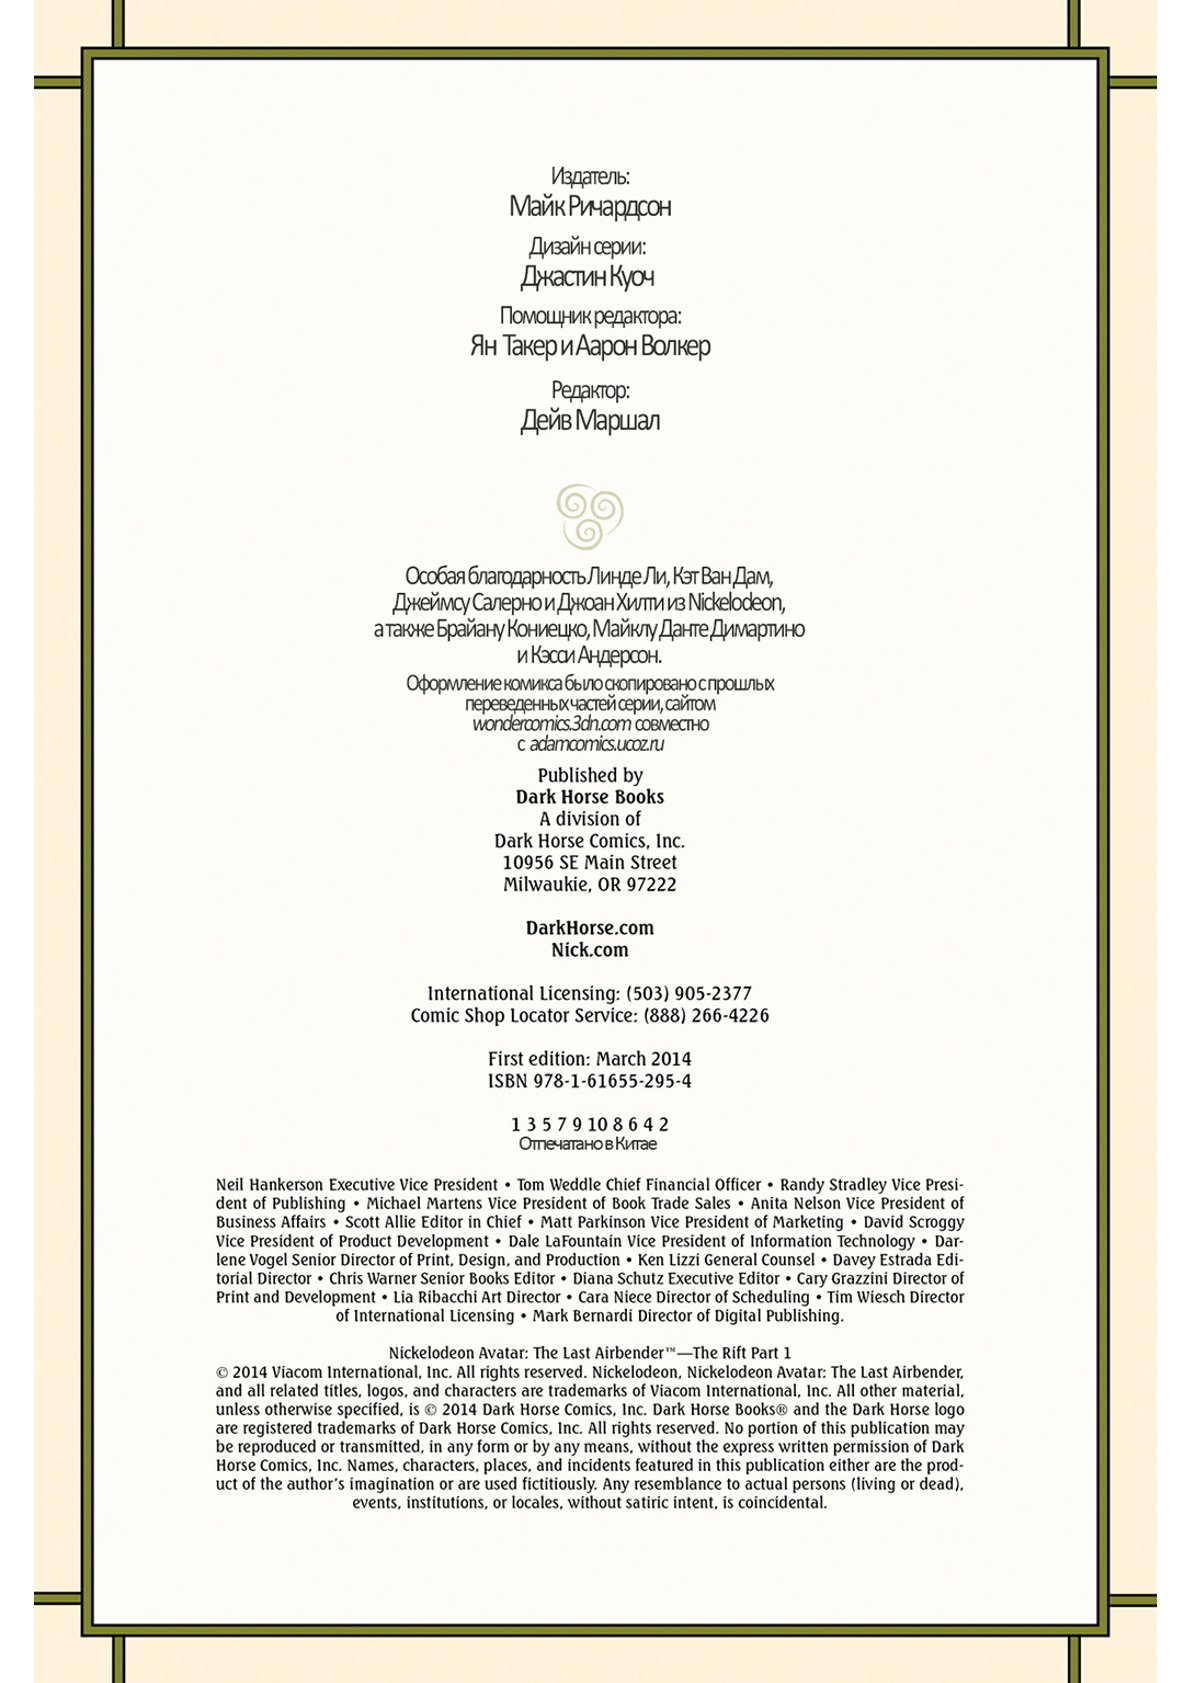 Издатель:
Майк Ричардсон
Дизайн серии:
Джастин Куоч
Помощник редактора:
Ян Такер и Аарон Волкер
Редактор:
Дейв Маршал
Особая благодарность Линде Ли, Кэт Ван Дам,
Джеймсу Салерно и Джоан Хилти из Nickelodeon,
а также Брайану Кониецко, Майклу Данте Димартино
и Кэсси Андерсон.
Оформление комикса было скопировано с прошлых
переведенных частей серии, сайтом
wondercomics.3dn.com совместно
с adamcomics.ucoz.ru
Published by
Dark Horse Books
A division of
Dark Horse Comics, Inc.
10956 SE Main Street
Milwaukie, OR 97222
DarkHorse.com
Nick.com
International Licensing: (503) 905-2377
Comic Shop Locator Service: (888) 266-4226
First edition: March 2014
ISBN 978-1-61655-295-4
1 3 5 7 9 10 8 6 4 2
Отпечатано в Китае
Neil Hankerson Executive Vice President • Tom Weddle Chief Financial Officer • Randy Stradley Vice Presi-
dent of Publishing • Michael Martens Vice President of Book Trade Sales • Anita Nelson Vice President of
Business Affairs • Scott Allie Editor in Chief • Matt Parkinson Vice President of Marketing • David Scroggy
Vice President of Product Development • Dale LaFountain Vice President of Information Technology • Dar-
lene Vogel Senior Director of Print, Design, and Production • Ken Lizzi General Counsel • Davey Estrada Edi-
torial Director • Chris Warner Senior Books Editor • Diana Schutz Executive Editor • Cary Grazzini Director of
Print and Development • Lia Ribacchi Art Director • Cara Niece Director of Scheduling • Tim Wiesch Director
of International Licensing • Mark Bernardi Director of Digital Publishing.
Nickelodeon Avatar: The Last Airbender™—The Rift Part 1
© 2014 Viacom International, Inc. All rights reserved. Nickelodeon, Nickelodeon Avatar: The Last Airbender,
and all related titles, logos, and characters are trademarks of Viacom International, Inc. All other material,
unless otherwise specified, is © 2014 Dark Horse Comics, Inc. Dark Horse Books® and the Dark Horse logo
are registered trademarks of Dark Horse Comics, Inc. All rights reserved. No portion of this publication may
be reproduced or transmitted, in any form or by any means, without the express written permission of Dark
Horse Comics, Inc. Names, characters, places, and incidents featured in this publication either are the prod-
uct of the author's imagination or are used fictitiously. Any resemblance to actual persons (living or dead),
events, institutions, or locales, without satiric intent, is coincidental.